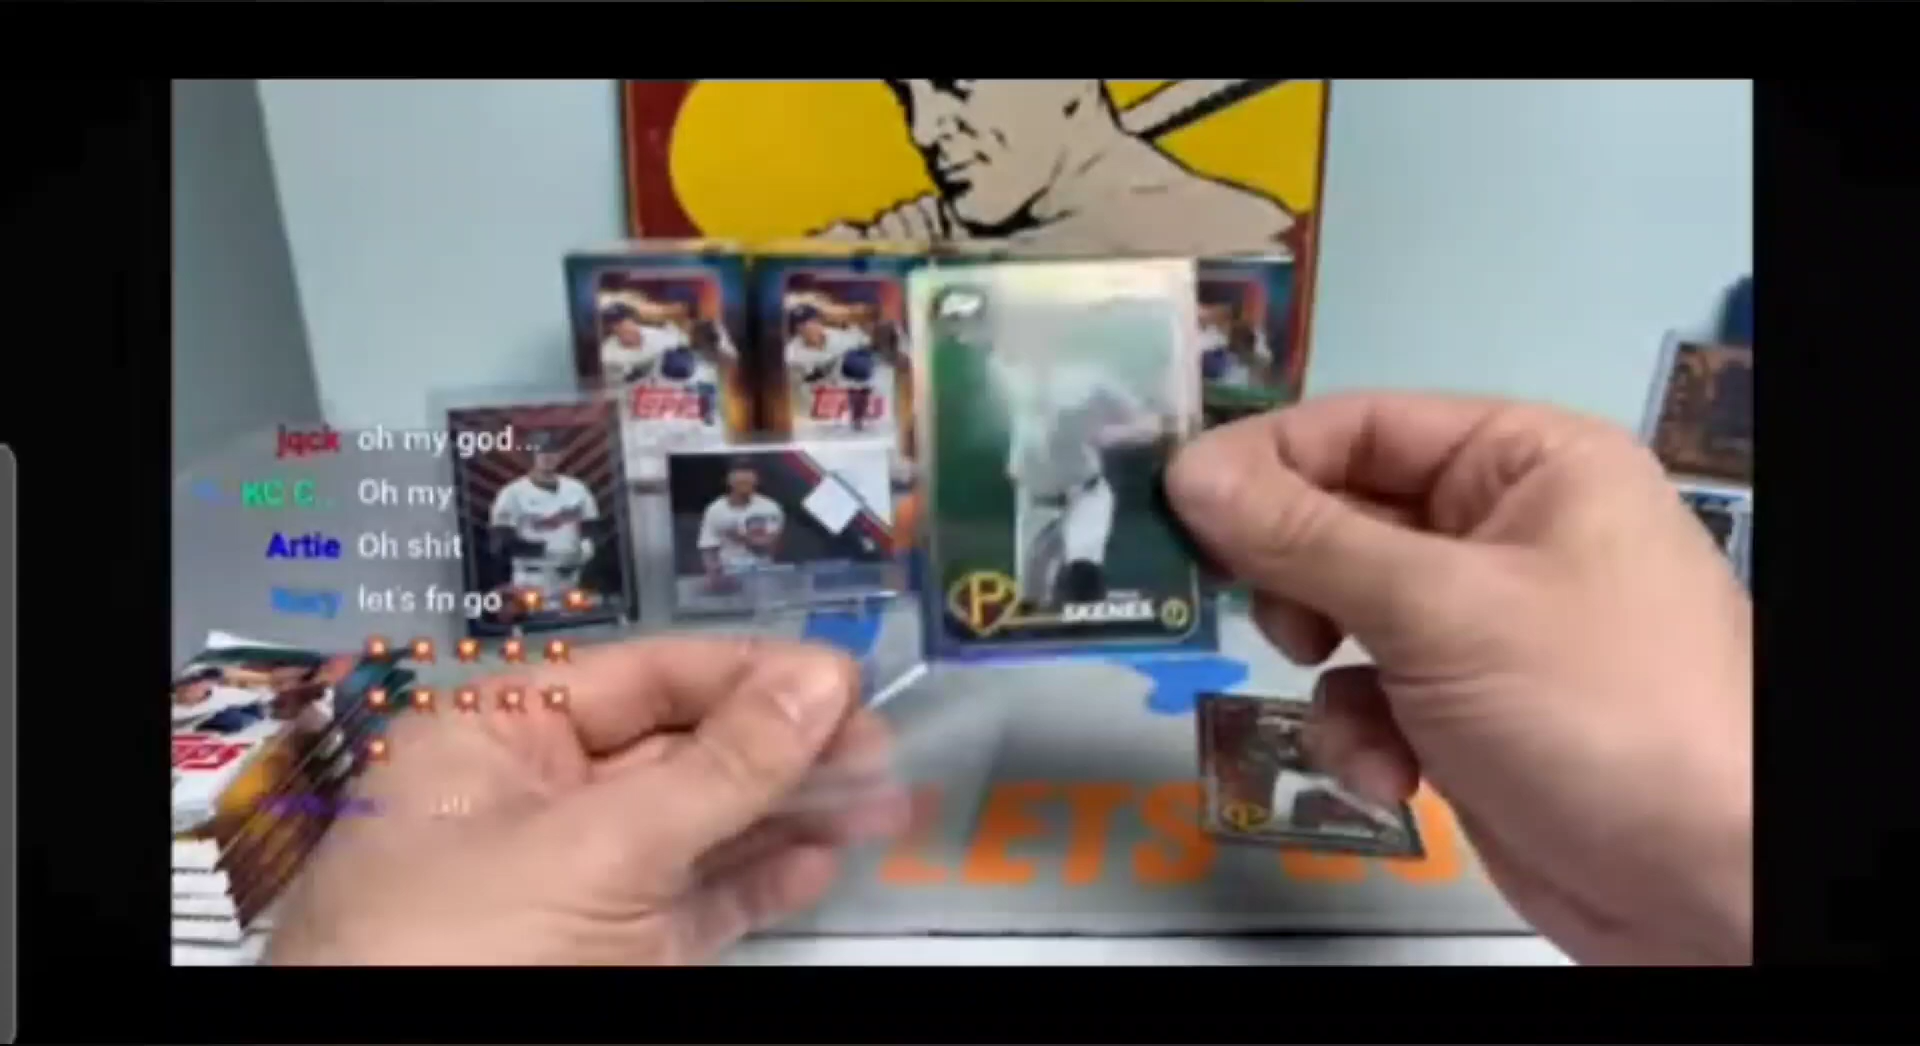 TOPPS
TOPPS
jqck oh my god...
KC C.. Oh my
Artie Oh shit
let's fn go
P
SKENES
LETS